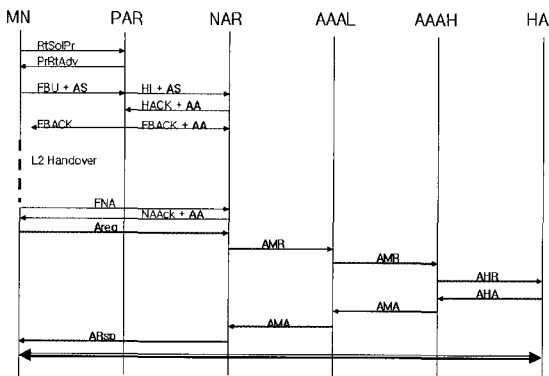 MN PAR NAR AAAL AAAH HA
RtSolPr
PrRtAdv
FBU + AS HI + AS
HACK + AA
FBACK FBACK + AA
L2 Handover
FNA
NAAck + AA
Areq
AMR
AMR
AHR
AHA
AMA
AMA
ARsp